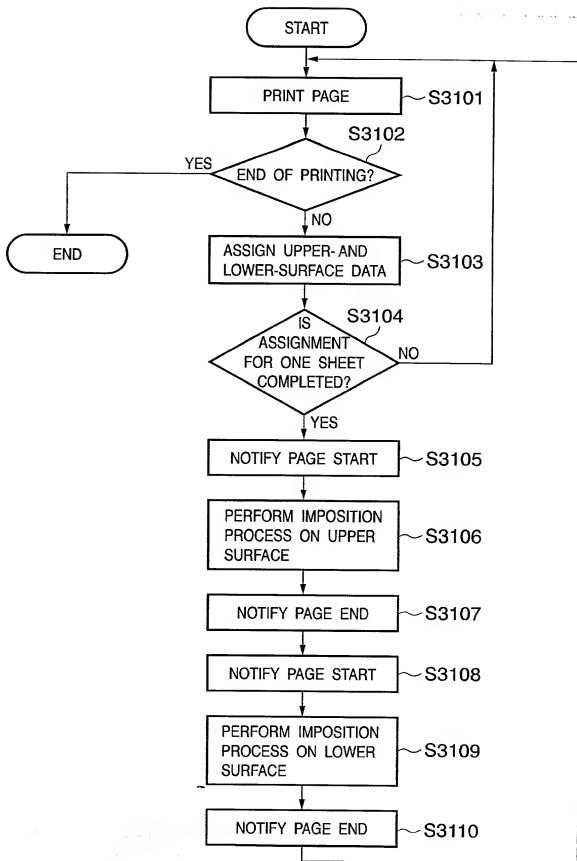 START
PRINT PAGE
S3101
S3102
YES
END OF PRINTING?
NO
END
ASSIGN UPPER- AND
LOWER-SURFACE DATA
S3103
S3104
IS
ASSIGNMENT
FOR ONE SHEET
COMPLETED?
NO
YES
NOTIFY PAGE START
S3105
PERFORM IMPOSITION
PROCESS ON UPPER
SURFACE
S3106
NOTIFY PAGE END
S3107
NOTIFY PAGE START
S3108
PERFORM IMPOSITION
PROCESS ON LOWER
SURFACE
S3109
NOTIFY PAGE END
S3110